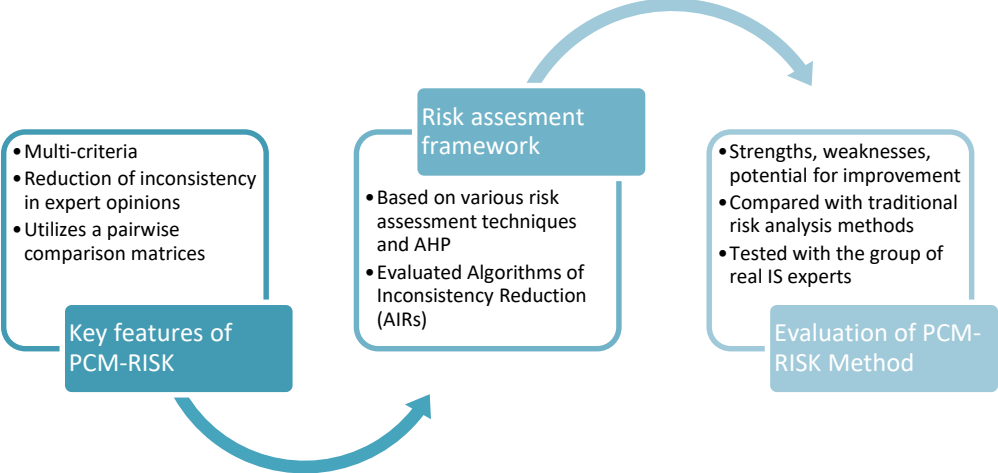 • Multi-criteria
• Reduction of inconsistency
in expert opinions
• Utilizes a pairwise
comparison matrices
Key features of
PCM-RISK
Risk assesment
framework
• Based on various risk
assessment techniques
and AHP
• Evaluated Algorithms of
Inconsistency Reduction
(AIRs)
• Strengths, weaknesses,
potential for improvement
• Compared with traditional
risk analysis methods
• Tested with the group of
real IS experts
Evaluation of PCM-
RISK Method